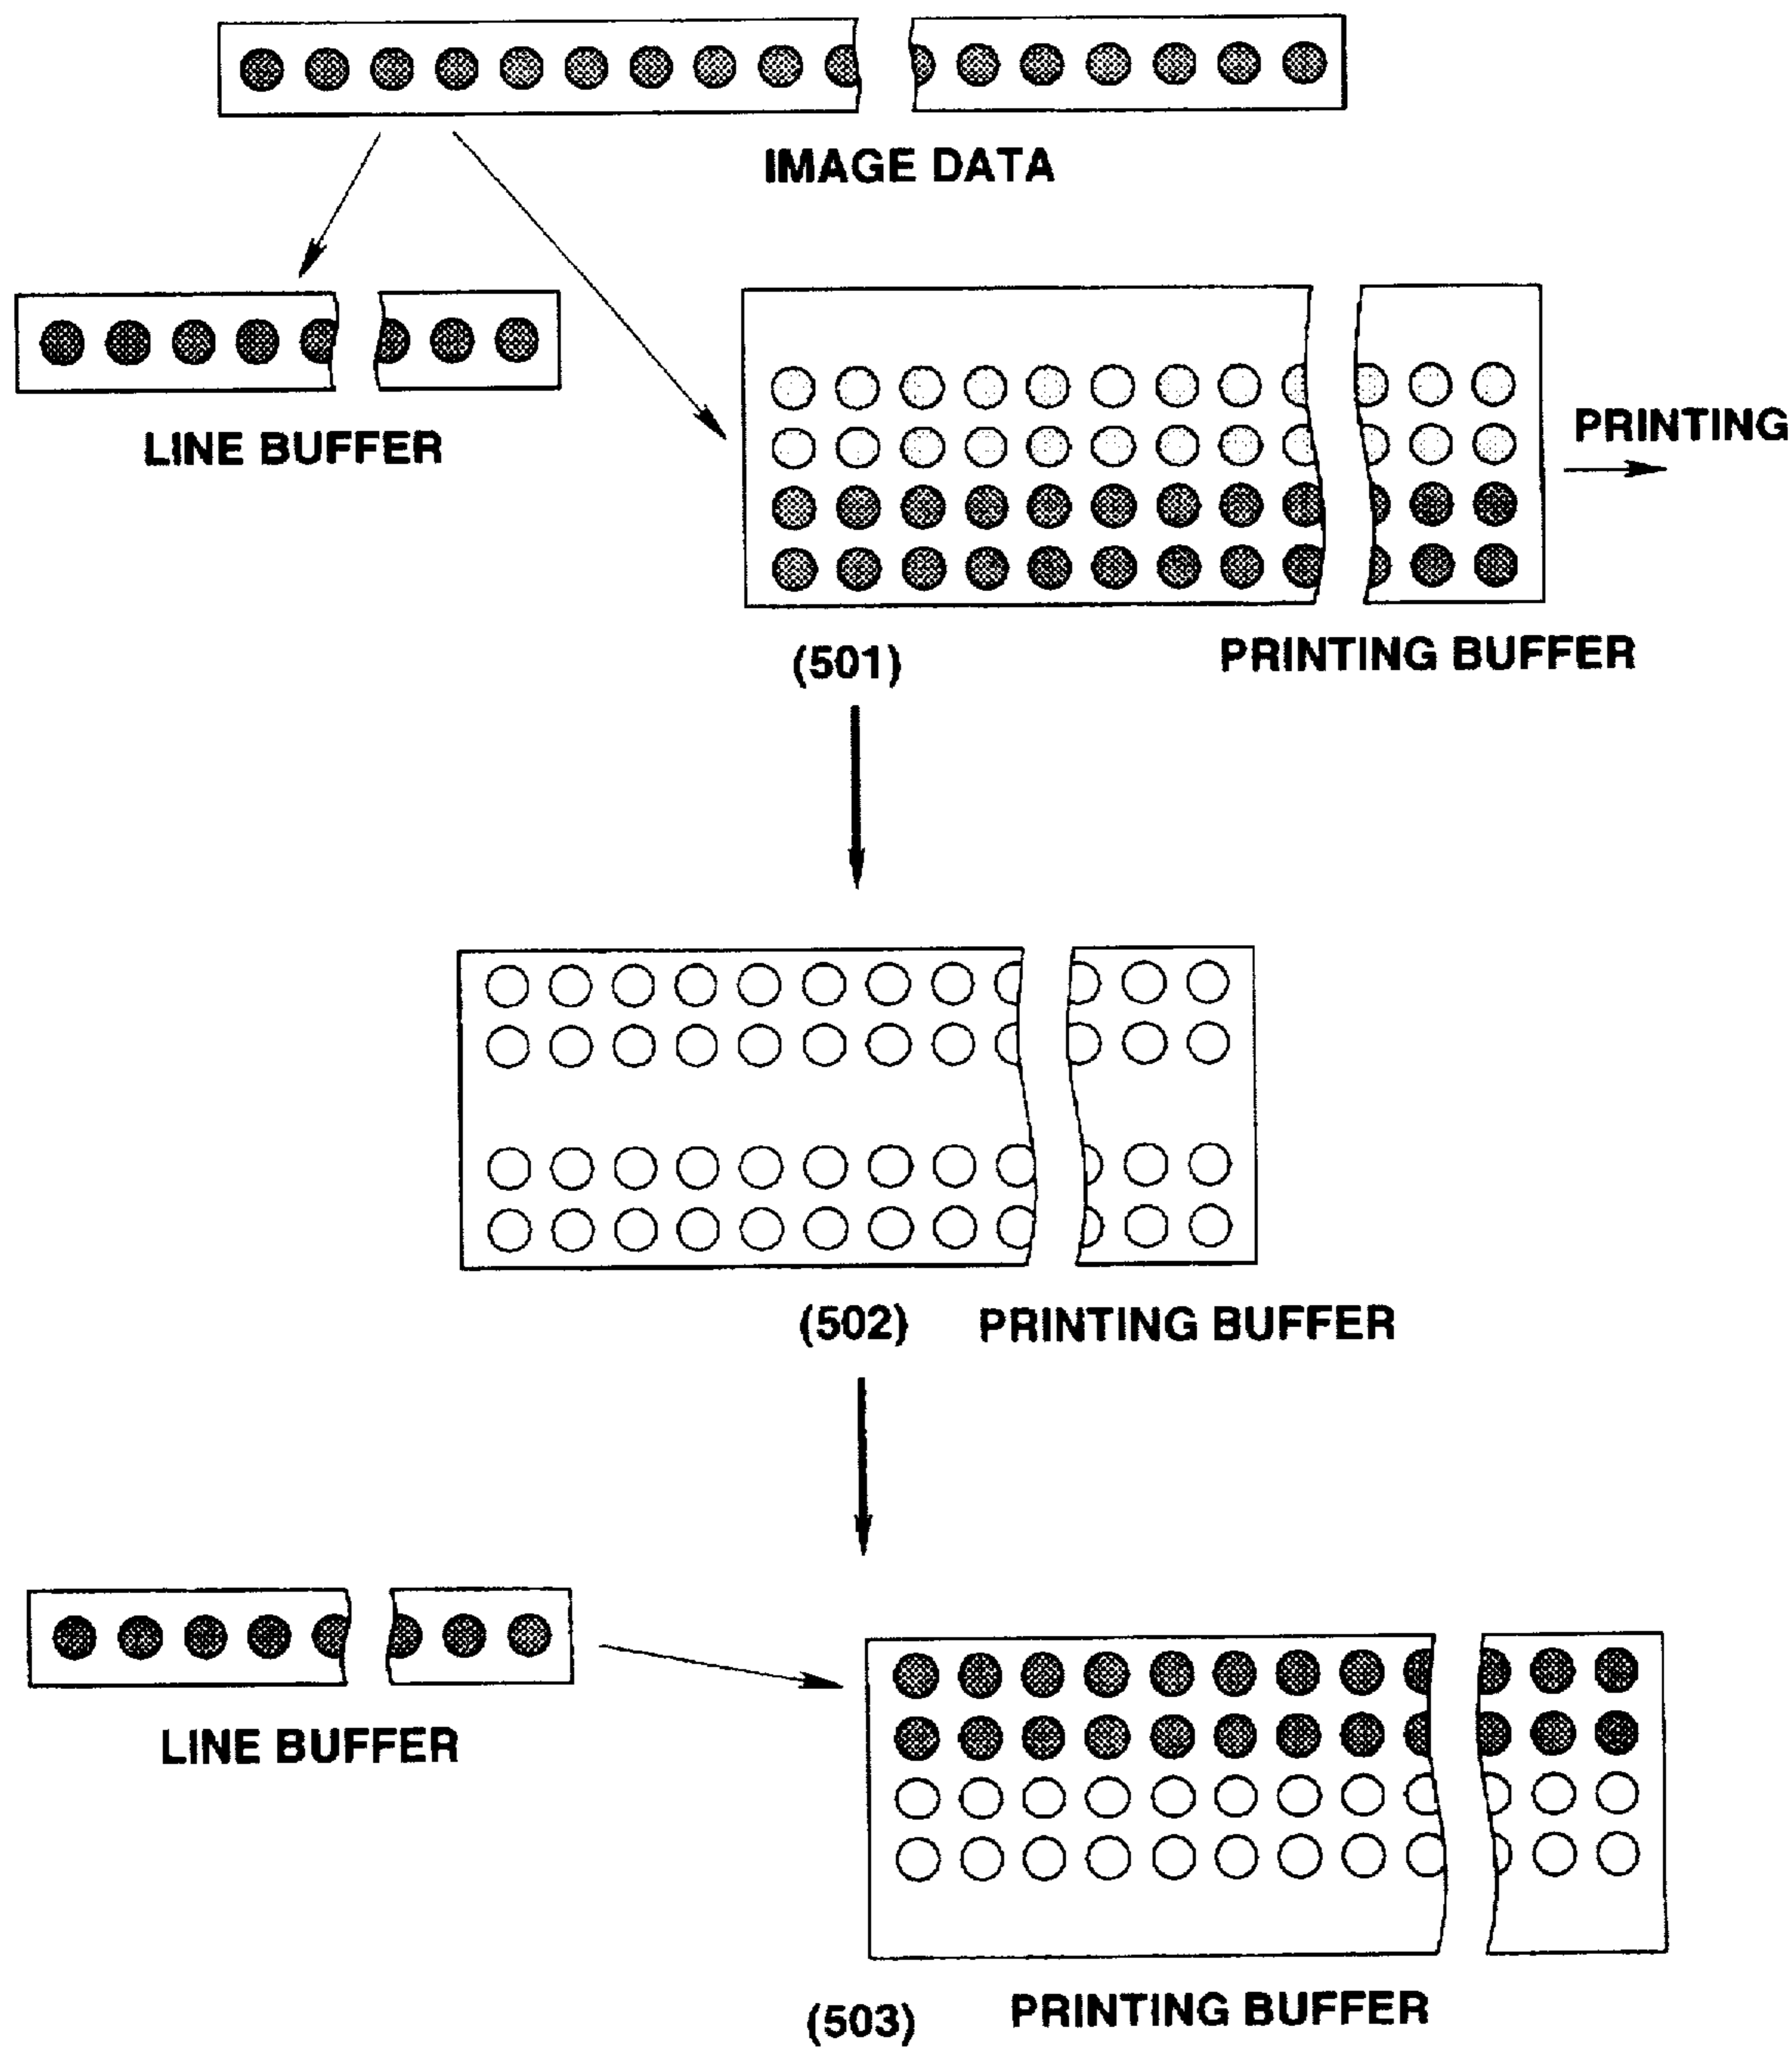 IMAGE DATA
LINE BUFFER
PRINTING
(501)
PRINTING BUFFER
(502)
PRINTING BUFFER
LINE BUFFER
(503)
PRINTING BUFFER